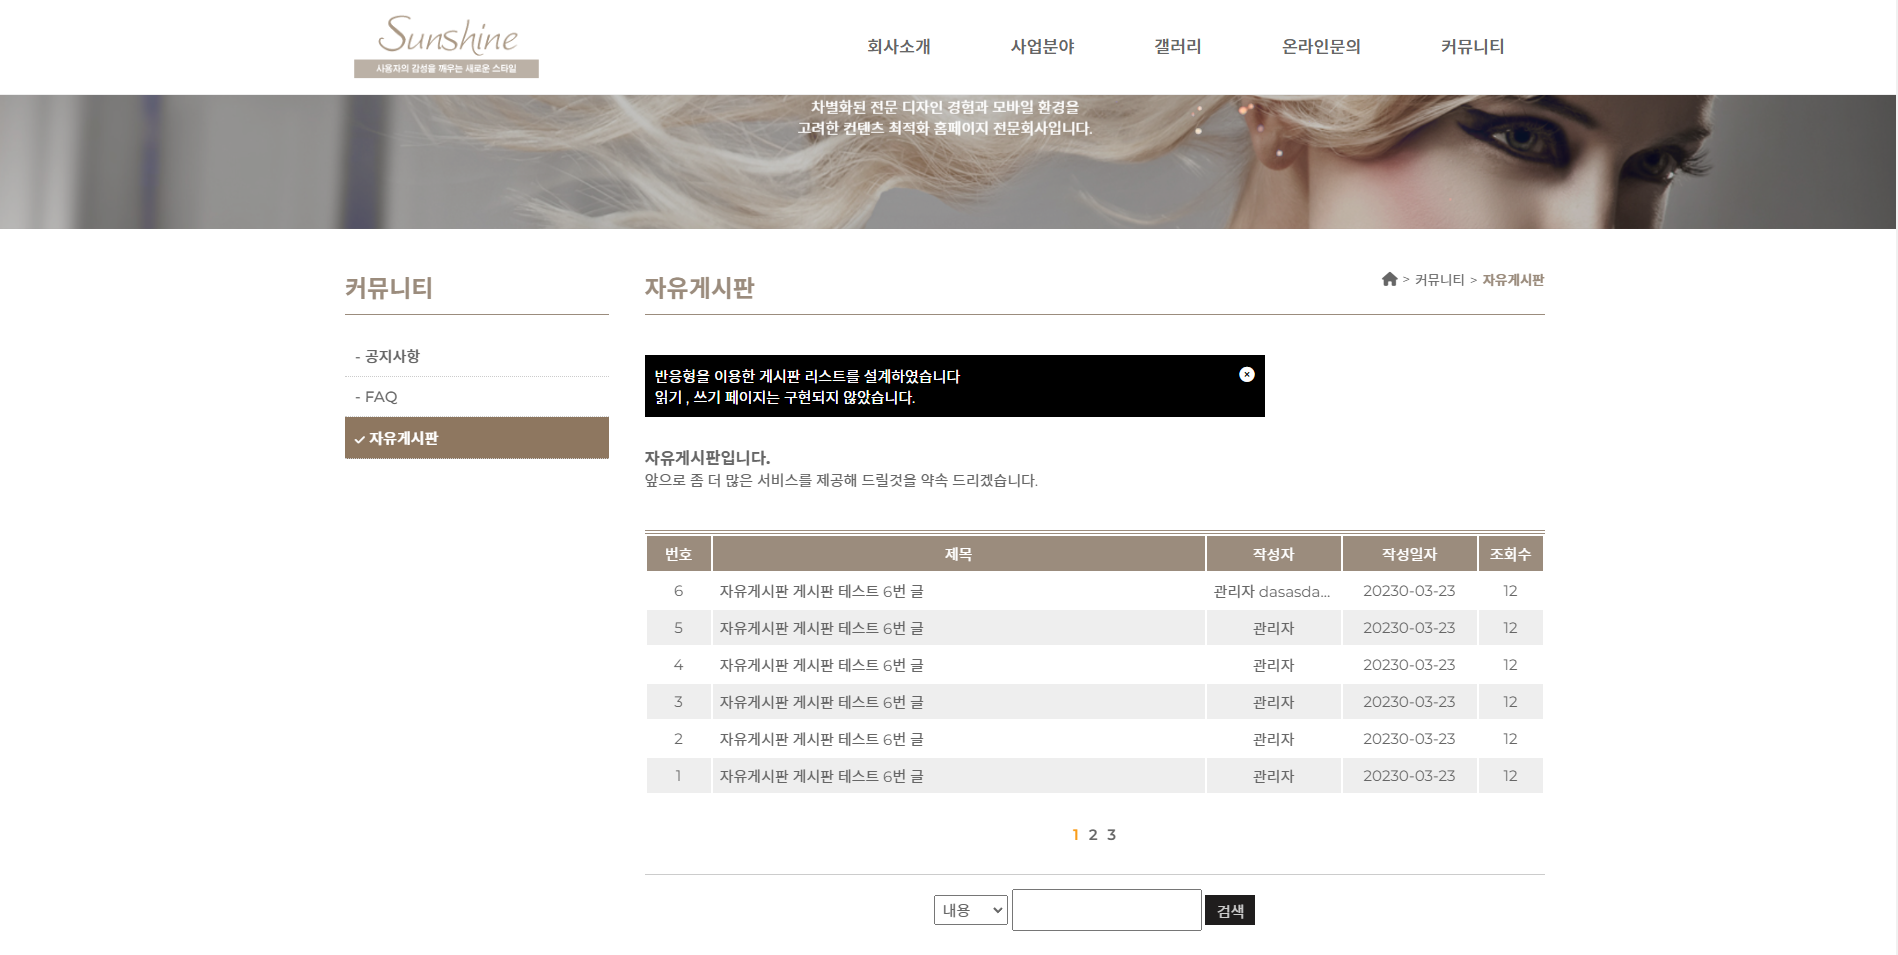 Sunshine
사용자의 감성을 깨우는 새로운 스타일
회사소개 사업분야 갤러리 온라인문의 커뮤니티
차별화된 전문 디자인 경험과 모바일 환경을
고려한 컨텐츠 최적화 홈페이지 전문회사입니다.
커뮤니티
- 공지사항
- FAQ
자유게시판
자유게시판
> 커뮤니티 > 자유게시판
반응형을 이용한 게시판 리스트를 설계하였습니다
읽기 , 쓰기 페이지는 구현되지 않았습니다.
자유게시판입니다.
앞으로 좀 더 많은 서비스를 제공해 드릴것을 약속 드리겠습니다.
번호 제목 작성자 작성일자 조회수
6 자유게시판 게시판 테스트 6번 글 관리자 dasasda... 20230-03-23 12
5 자유게시판 게시판 테스트 6번 글 관리자 20230-03-23 12
4 자유게시판 게시판 테스트 6번 글 관리자 20230-03-23 12
3 자유게시판 게시판 테스트 6번 글 관리자 20230-03-23 12
2 자유게시판 게시판 테스트 6번 글 관리자 20230-03-23 12
1 자유게시판 게시판 테스트 6번 글 관리자 20230-03-23 12
1 2 3
내용 검색